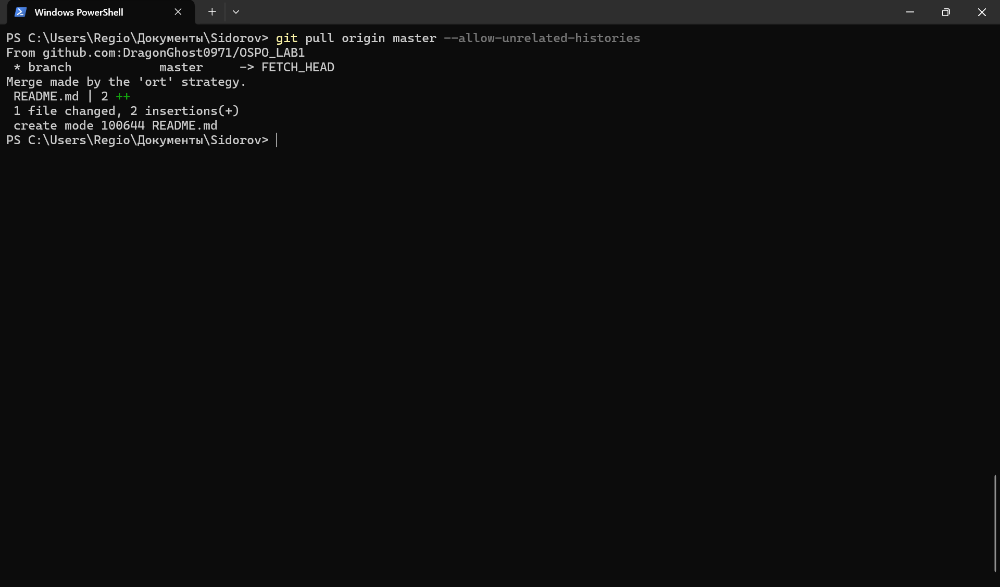 Windows PowerShell
PS C:\Users\Regio\Документы\Sidorov> git pull origin master --allow-unrelated-histories
From github.com:DragonGhost0971/OSPO_LAB1
 * branch            master     -> FETCH_HEAD
Merge made by the 'ort' strategy.
 README.md | 2 ++
 1 file changed, 2 insertions(+)
 create mode 100644 README.md
PS C:\Users\Regio\Документы\Sidorov>